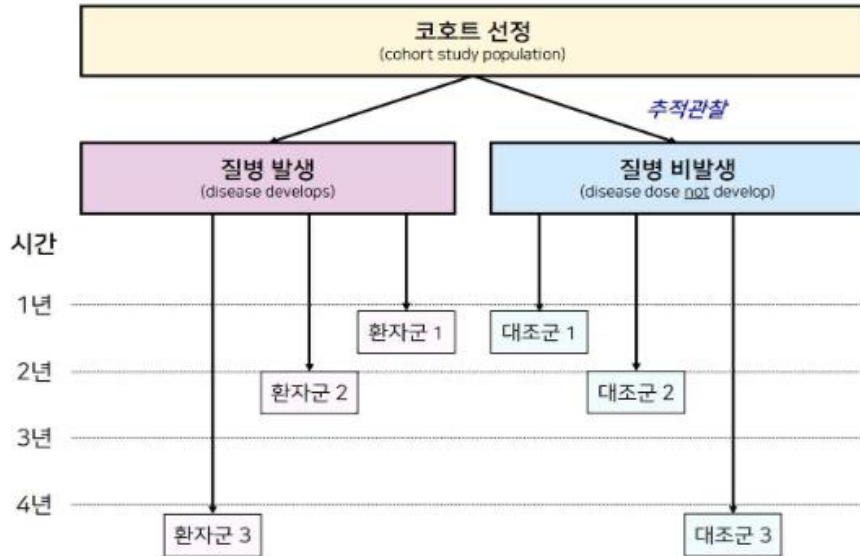 코호트 선정
(cohort study population)
추적관찰
질병 발생
(disease develops)
질병 비발생
(disease dose not develop)
시간
1년
환자군 1
대조군 1
2년
환자군 2
대조군 2
3년
4년
환자군 3
대조군 3